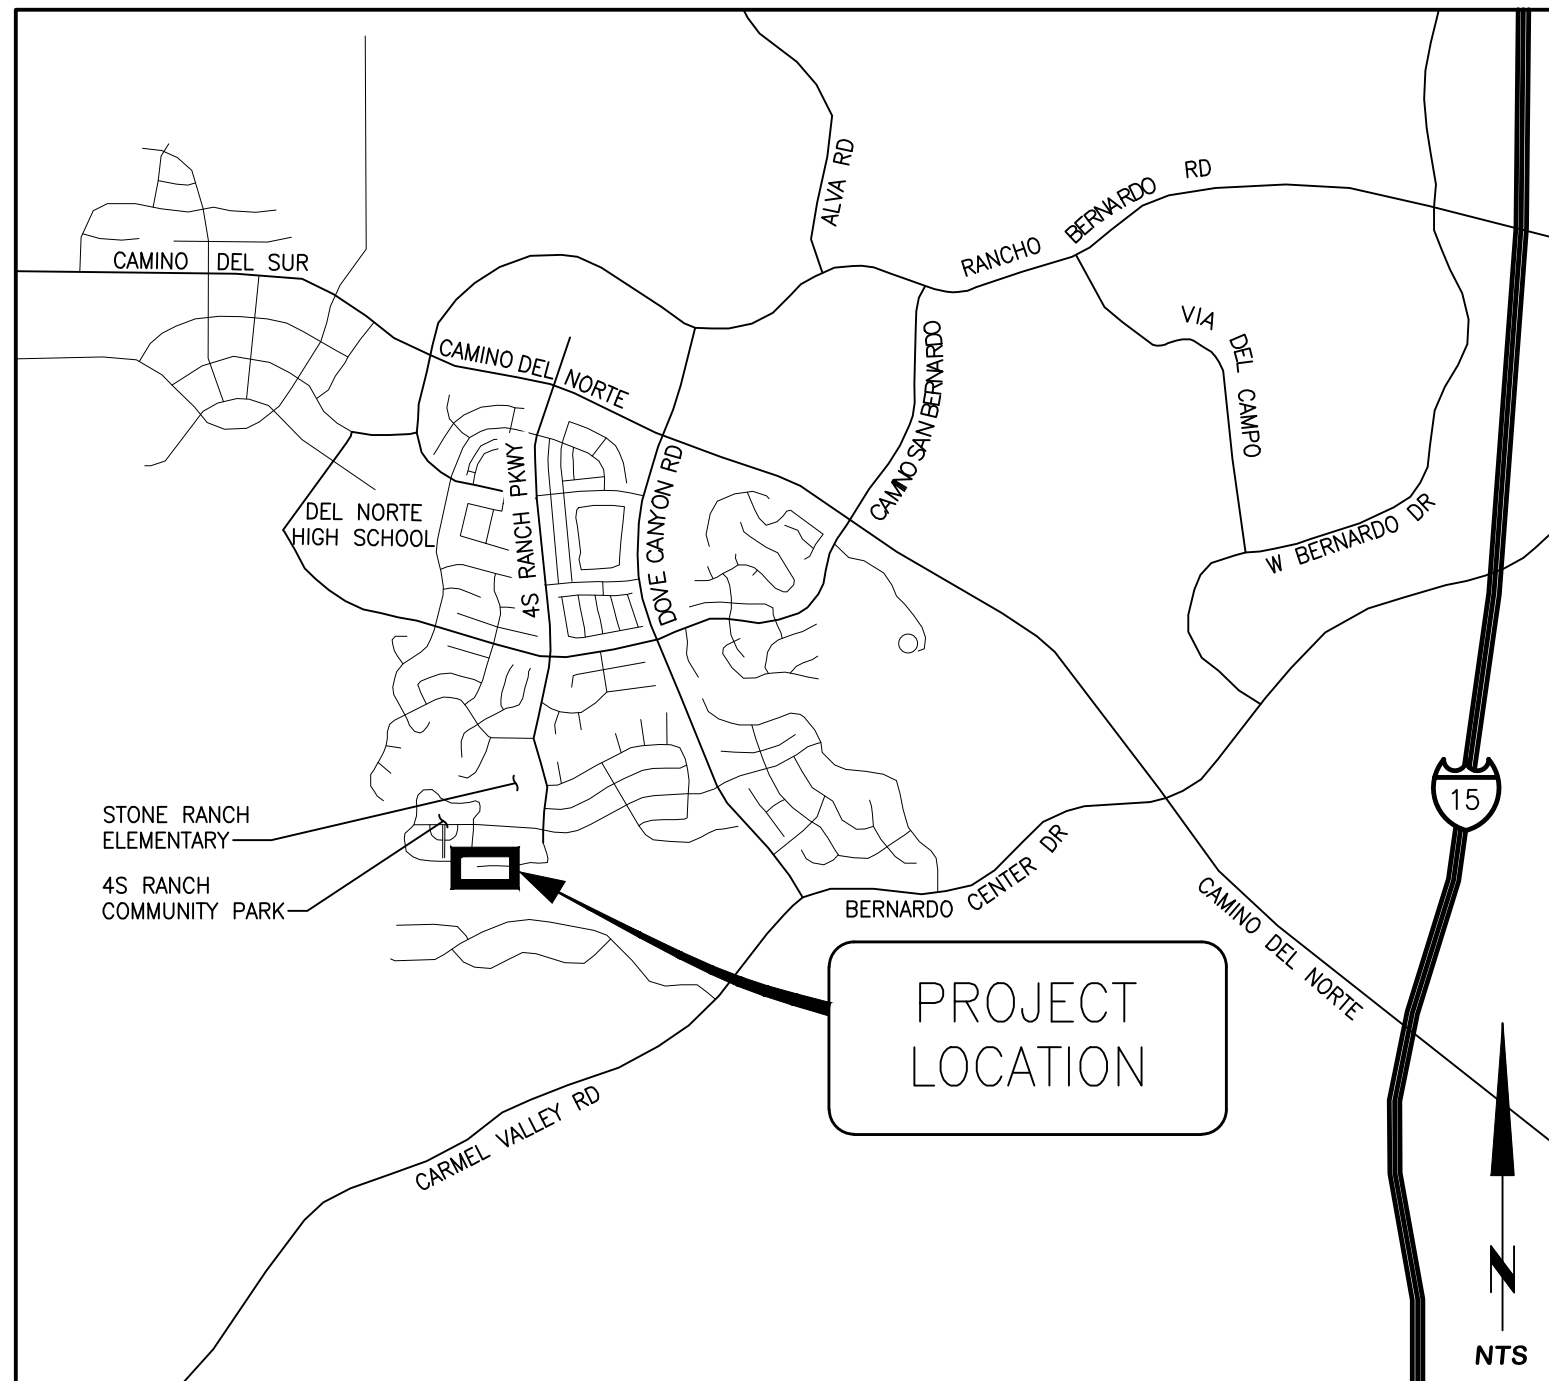 ALVA RD
RANCHO BERNARDO RD
CAMINO DEL SUR
CAMINO DEL NORTE
CAMINO SAN BERNARDO
VIA DEL CAMPO
4S RANCH PKWY
DOVE CANYON RD
DEL NORTE
HIGH SCHOOL
W BERNARDO DR
15
STONE RANCH
ELEMENTARY
4S RANCH
COMMUNITY PARK
BERNARDO CENTER DR
CAMINO DEL NORTE
PROJECT
LOCATION
CARMEL VALLEY RD
N
NTS